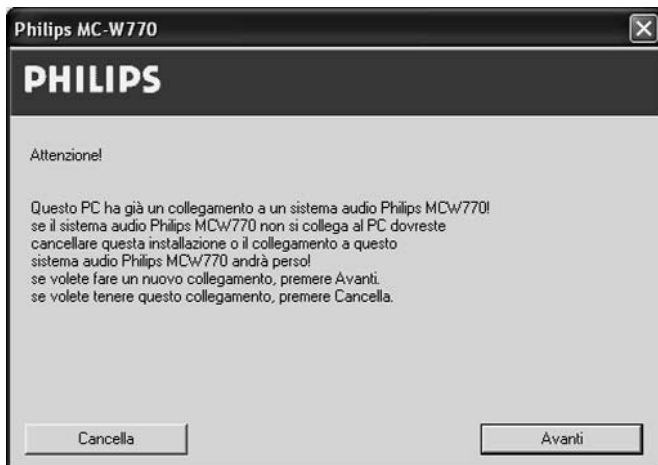 Philips MC-W770
PHILIPS
Attenzione!
Questo PC ha già un collegamento a un sistema audio Philips MCW770!
se il sistema audio Philips MCW770 non si collega al PC dovreste
cancellare questa installazione o il collegamento a questo
sistema audio Philips MCW770 andrà perso!
se volete fare un nuovo collegamento, premere Avanti.
se volete tenere questo collegamento, premere Cancella.
Cancella
Avanti